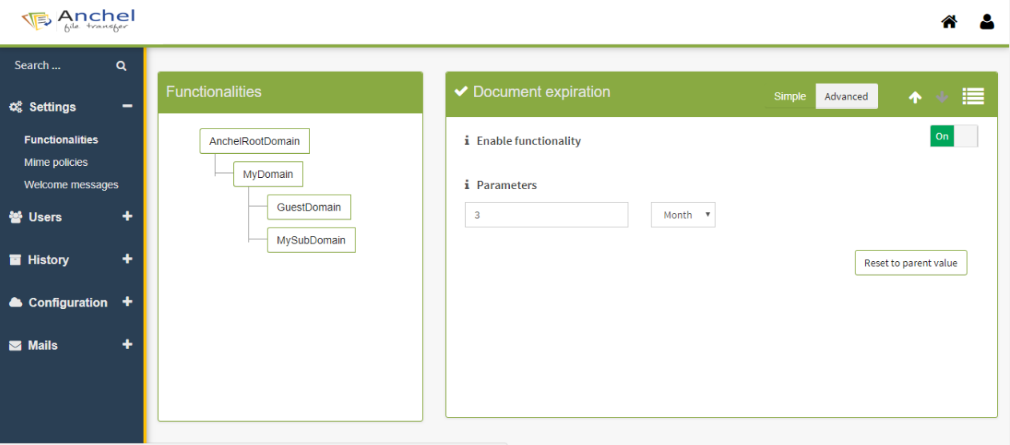 Anchel
file transfer
Search ...
Settings
Functionalities
Mime policies
Welcome messages
Users
History
Configuration
Mails
Functionalities
AnchelRootDomain
MyDomain
GuestDomain
MySubDomain
Document expiration
Simple Advanced
Enable functionality
On
Parameters
3 Month
Reset to parent value